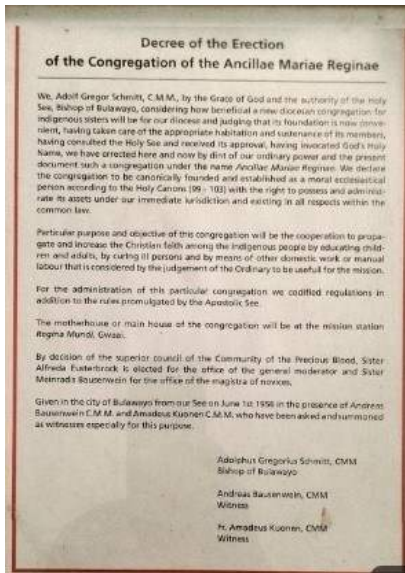 Decree of the Erection
of the Congregation of the Ancillae Mariae Reginae
We, Adolf Gregor Schmitt, C.M.M., by the Grace of God and the authority of the Holy
See, Bishop of Bulawayo, considering how beneficial a new diocesan congregation for
indigenous sisters will be for our diocese and judging that its foundation is now conve-
nient, having taken care of the appropriate habitation and sustenance of its members,
having consulted the Holy See and received its approval, having invocated God's Holy
Name, we have errected here and now by dint of our ordinary power and the present
document such a congregation under the name Ancillae Mariae Reginae. We declare
the congregation to be canonically founded and established as a moral ecclesiastical
person according to the Holy Canons (99 - 103) with the right to possess and administ-
rate its assets under our immediate jurisdiction and existing in all respects within the
common law.
Particular purpose and objective of this congregation will be the cooperation to propa-
gate and increase the Christian faith among the indigenous people by educating child-
ren and adults, by curing ill persons and by means of other domestic work or manual
labour that is considered by the judgement of the Ordinary to be usefull for the mission.
For the administration of this particular congregation we codified regulations in
addition to the rules promulgated by the Apostolic See.
The motherhouse or main house of the congregation will be at the mission station
Regina Mundi, Gwaai.
By decision of the superior council of the Community of the Precious Blood, Sister
Alfreda Fusterbrock is elected for the office of the general moderator and Sister
Meinrada Bausenwein for the office of the magistra of novices.
Given in the city of Bulawayo from our See on June 1st 1956 in the presence of Andreas
Bausenwein C.M.M. and Amadeus Kuonen C.M.M. who have been asked and summoned
as witnesses especially for this purpose.
Adolphus Gregorius Schmitt, CMM
Bishop of Bulawayo
Andreas Bausenwein, CMM
Witness
Fr. Amadeus Kuonen, CMM
Witness